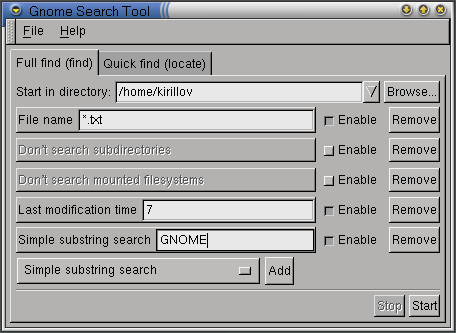 Gnome Search Tool
File Help
Full find (find) Quick find (locate)
Start in directory: /home/kirillov Browse...
File name *.txt Enable Remove
Don't search subdirectories Enable Remove
Don't search mounted filesystems Enable Remove
Last modification time 7 Enable Remove
Simple substring search GNOME Enable Remove
Simple substring search Add
Stop Start